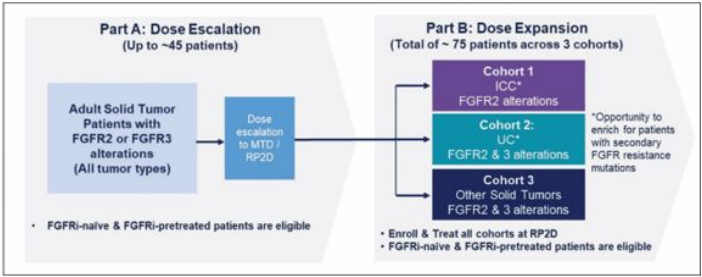 Part A: Dose Escalation
(Up to ~45 patients)
Adult Solid Tumor
Patients with
FGFR2 or FGFR3
alterations
(All tumor types)
Dose
escalation
to MTD /
RP2D
• FGFRi-naïve & FGFRi-pretreated patients are eligible
Part B: Dose Expansion
(Total of ~ 75 patients across 3 cohorts)
Cohort 1
ICC*
FGFR2 alterations
Cohort 2:
UC*
FGFR2 & 3 alterations
Cohort 3
Other Solid Tumors
FGFR2 & 3 alterations
*Opportunity to
enrich for patients
with secondary
FGFR resistance
mutations
• Enroll & Treat all cohorts at RP2D
• FGFRi-naïve & FGFRi-pretreated patients are eligible